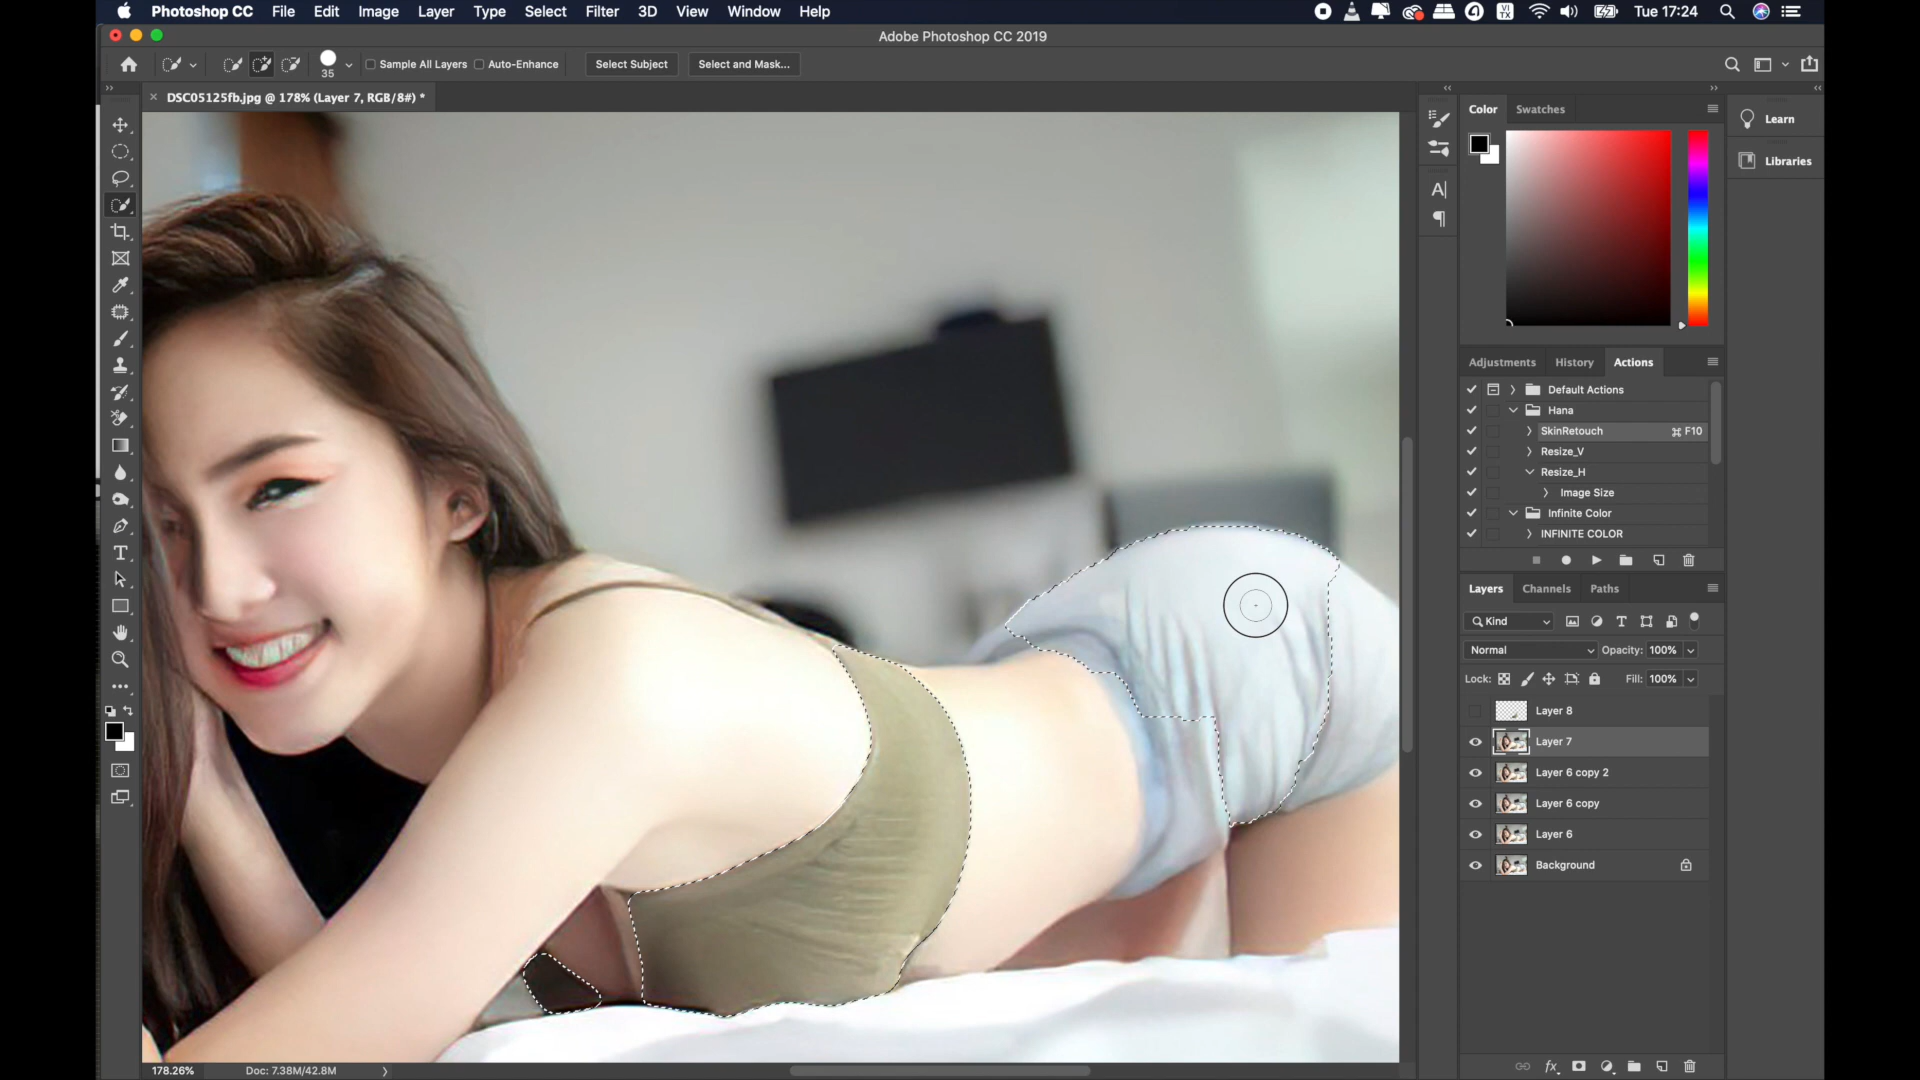 Photoshop CC File Edit Image Layer Type Select Filter 3D View Window Help Tue 17:24
Adobe Photoshop CC 2019
35 Sample All Layers Auto-Enhance Select Subject Select and Mask...
DSC05125fb.jpg @ 178% (Layer 7, RGB/8#) *
Color Swatches
Learn
Libraries
Adjustments History Actions
Default Actions
Hana
SkinRetouch ⌘ F10
Resize_V
Resize_H
Image Size
Infinite Color
INFINITE COLOR
Layers Channels Paths
Kind
Normal Opacity: 100%
Lock: Fill: 100%
Layer 8
Layer 7
Layer 6 copy 2
Layer 6 copy
Layer 6
Background
178.26% Doc: 7.38M/42.8M